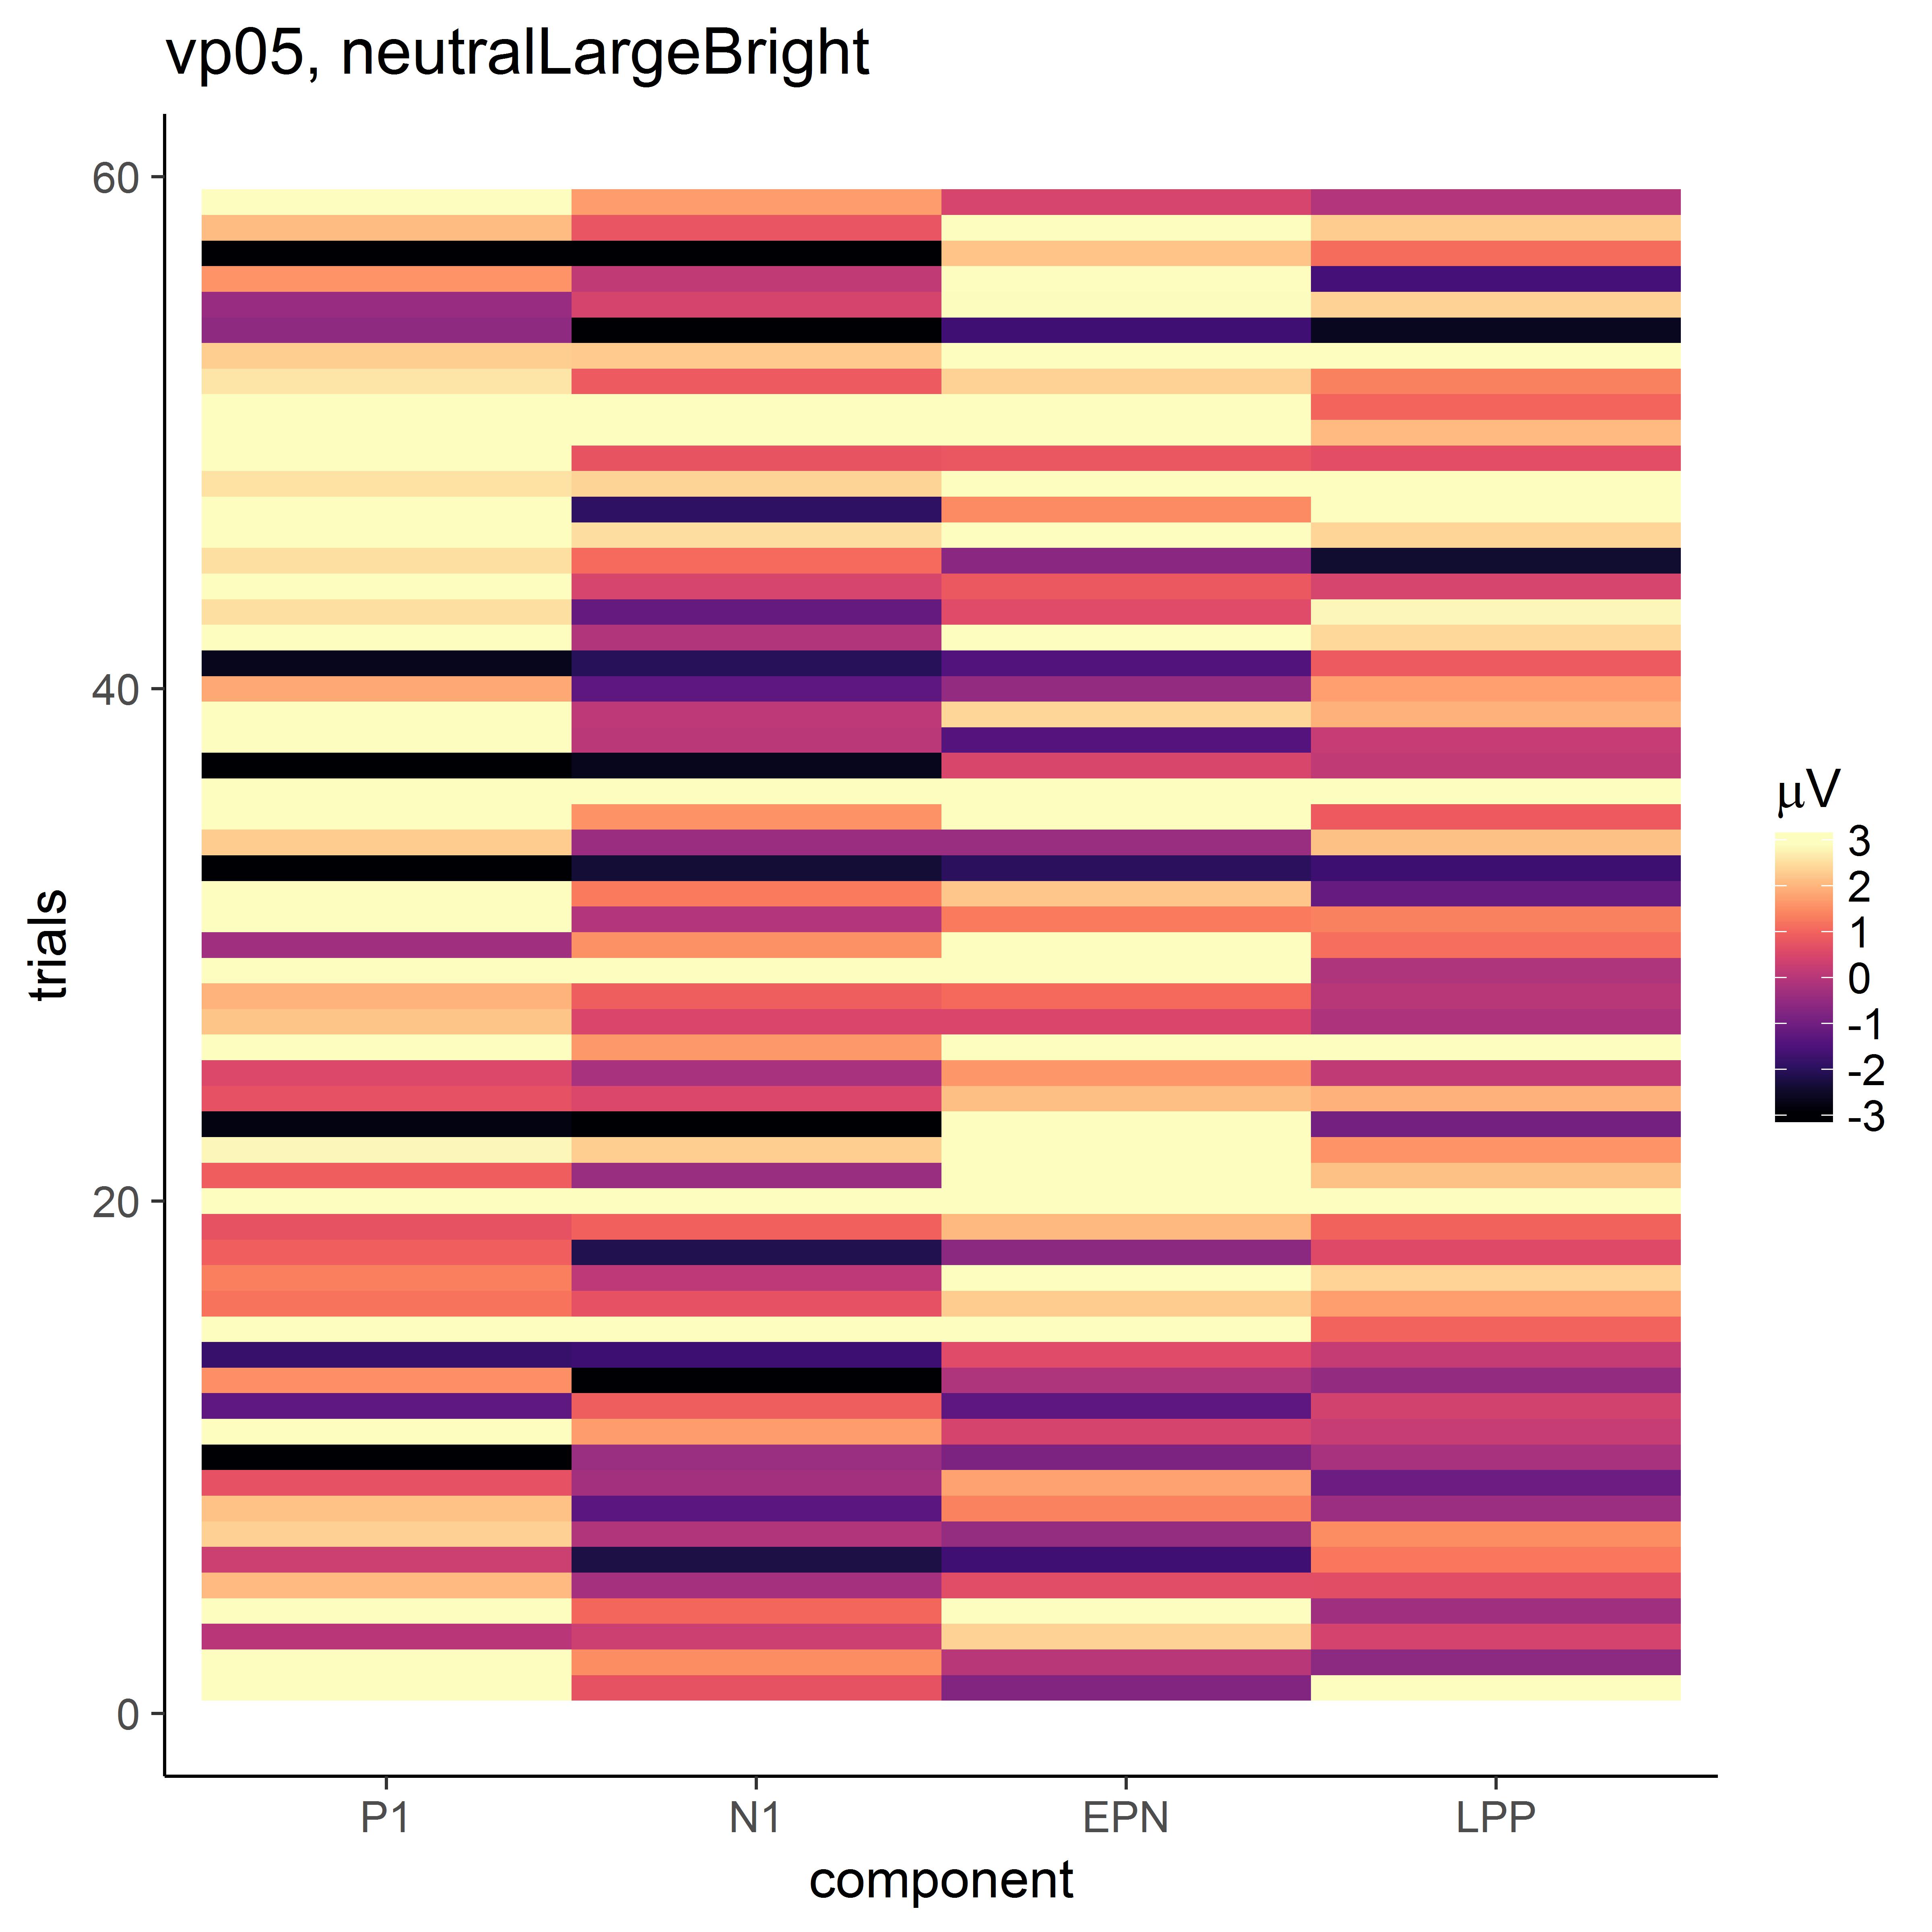 vp05, neutralLargeBright
60
40
20
0
trials
P1
N1
EPN
LPP
component
μV
3
2
1
0
-1
-2
-3